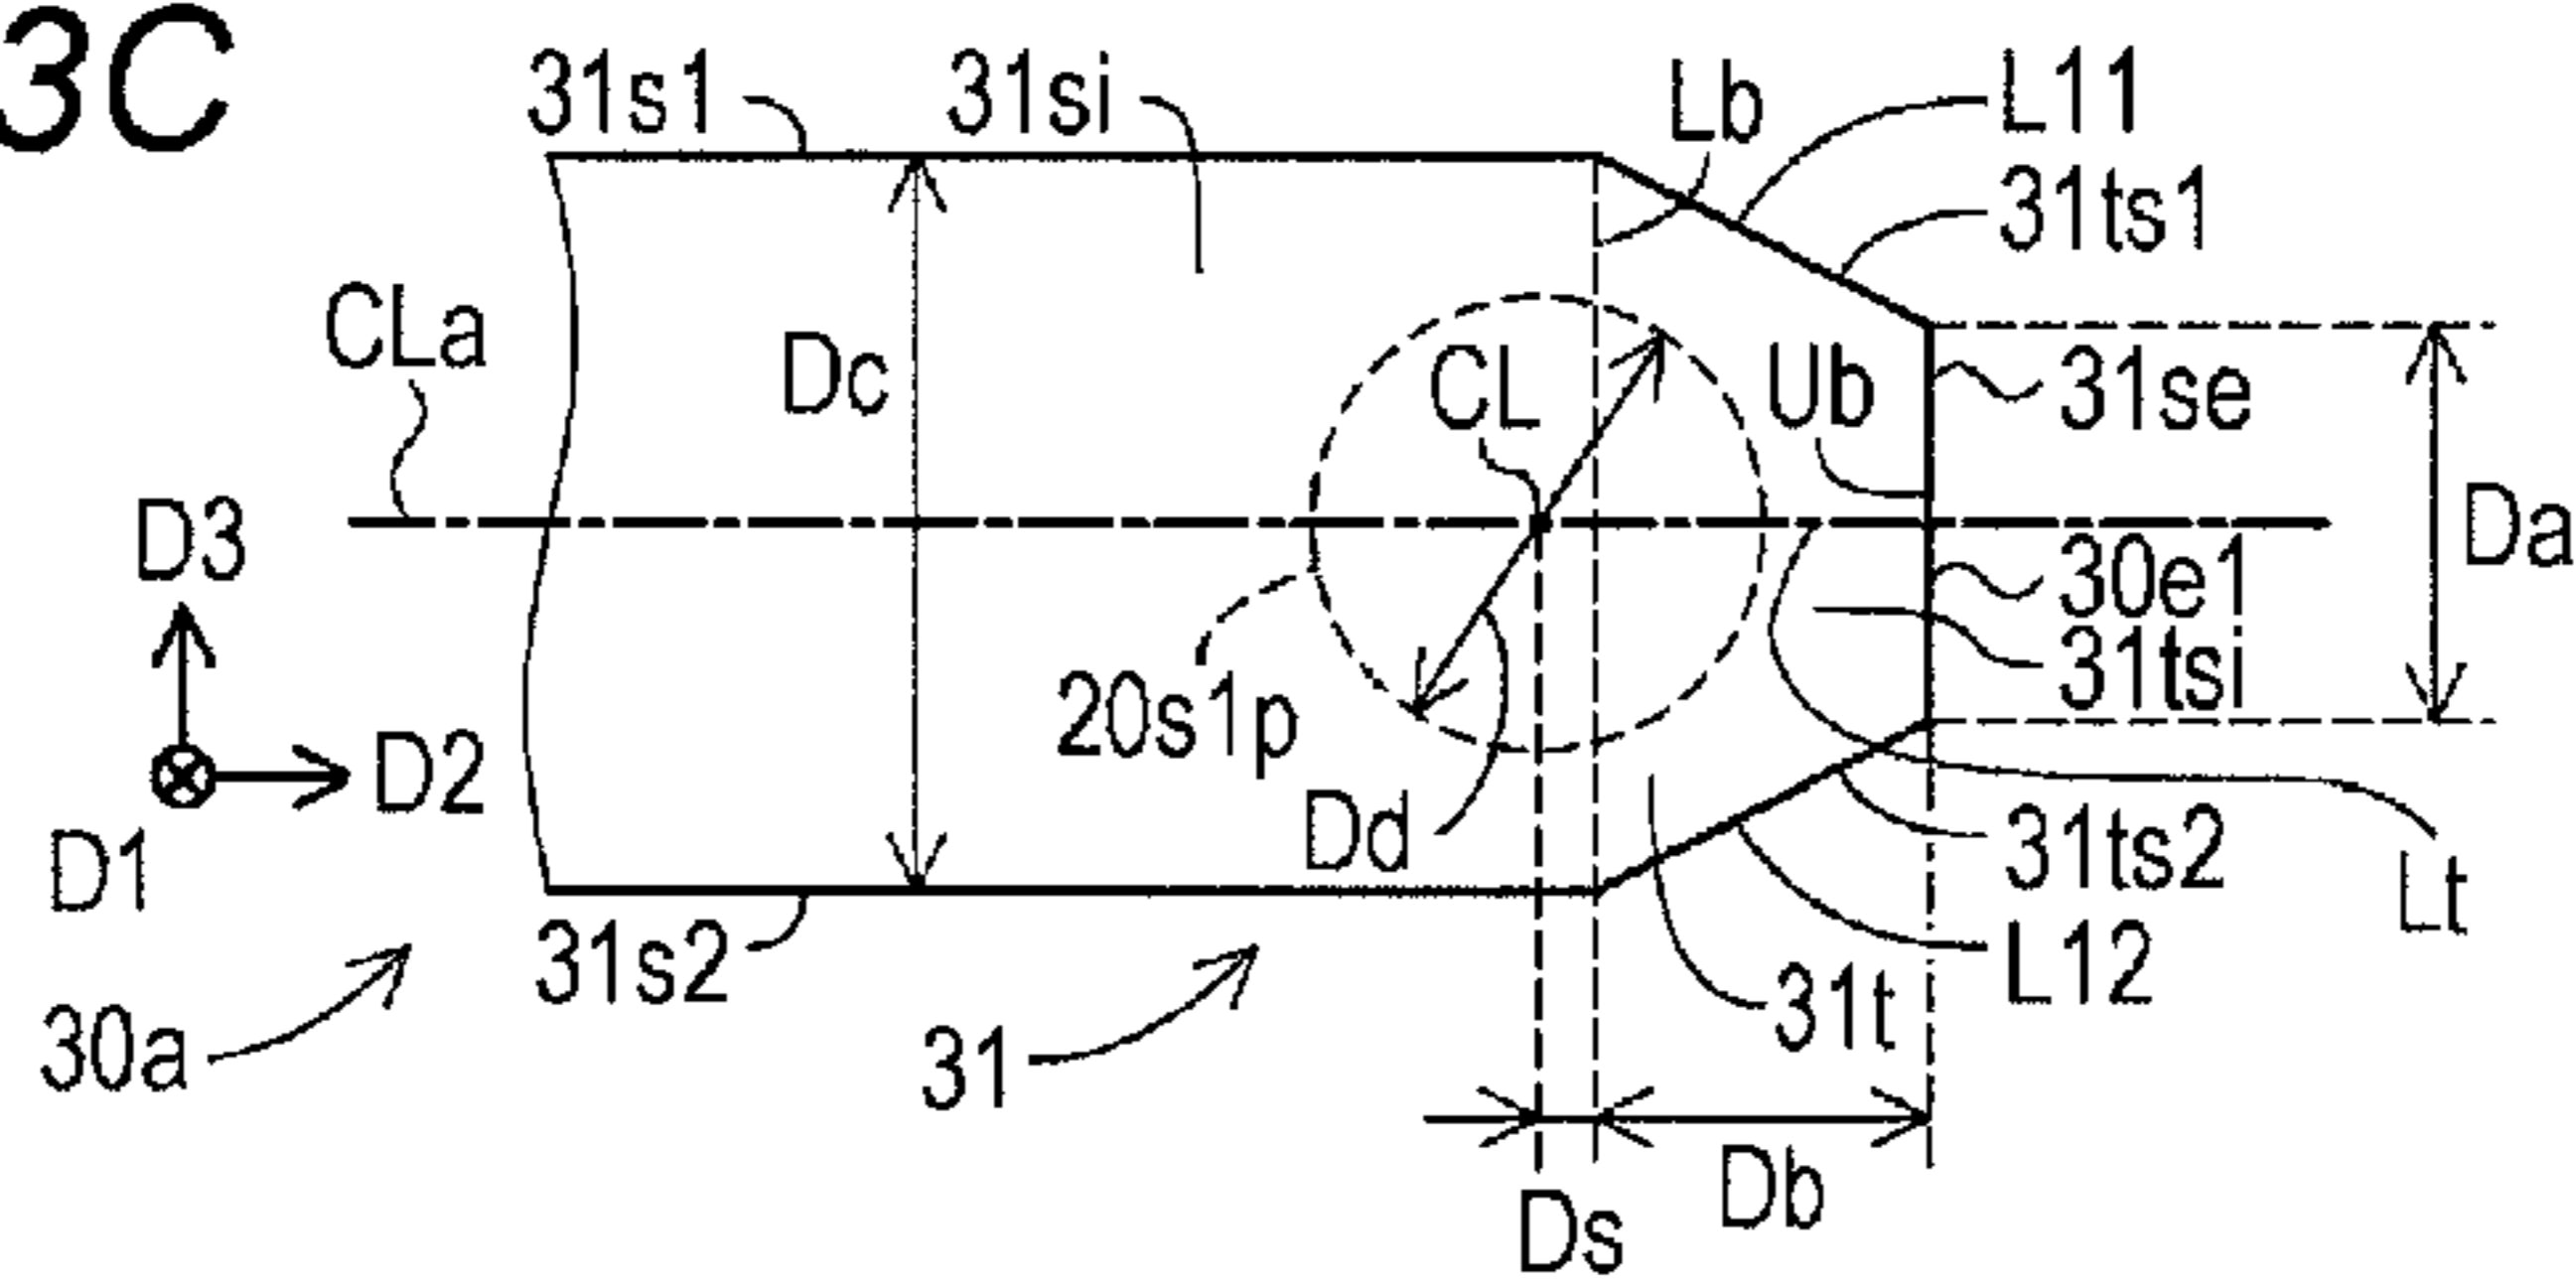 3C
31s1
31si
Lb
L11
31ts1
CLa
Dc
CL
Ub
31se
Da
D3
30e1
31tsi
20s1p
D2
D1
Dd
31ts2
Lt
31s2
L12
31t
30a
31
Db
Ds